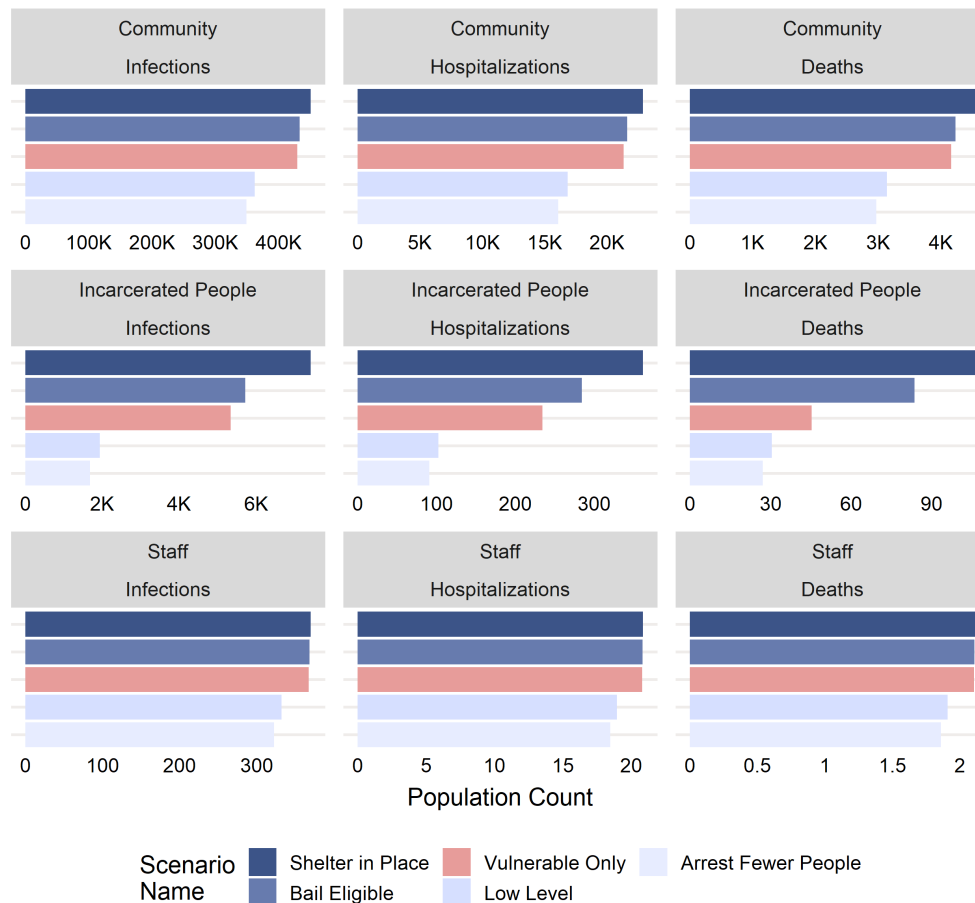 Community Community Community
Infections Hospitalizations Deaths
0 100K 200K 300K 400K 0 5K 10K 15K 20K 0 1K 2K 3K 4K
Incarcerated People Incarcerated People Incarcerated People
Infections Hospitalizations Deaths
0 2K 4K 6K 0 100 200 300 0 30 60 90
Staff Staff Staff
Infections Hospitalizations Deaths
0 100 200 300 0 5 10 15 20 0 0.5 1 1.5 2
Population Count
Scenario Name
Shelter in Place Vulnerable Only Arrest Fewer People
Bail Eligible Low Level